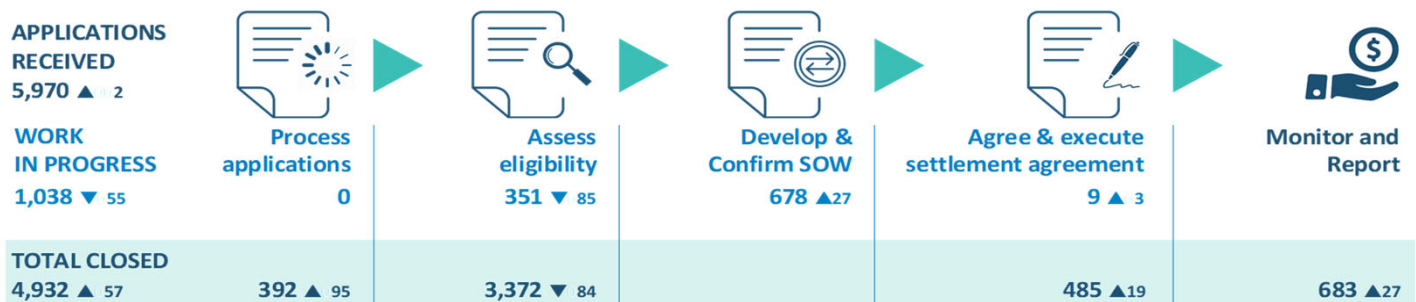 APPLICATIONS
RECEIVED
5,970 ▲ 2
$
WORK
IN PROGRESS
1,038 ▼ 55
Process
applications
0
Assess
eligibility
351 ▼ 85
Develop &
Confirm SOW
678 ▲27
Agree & execute
settlement agreement
9 ▲ 3
Monitor and
Report
TOTAL CLOSED
4,932 ▲ 57
392 ▲ 95
3,372 ▼ 84
485 ▲19
683 ▲27